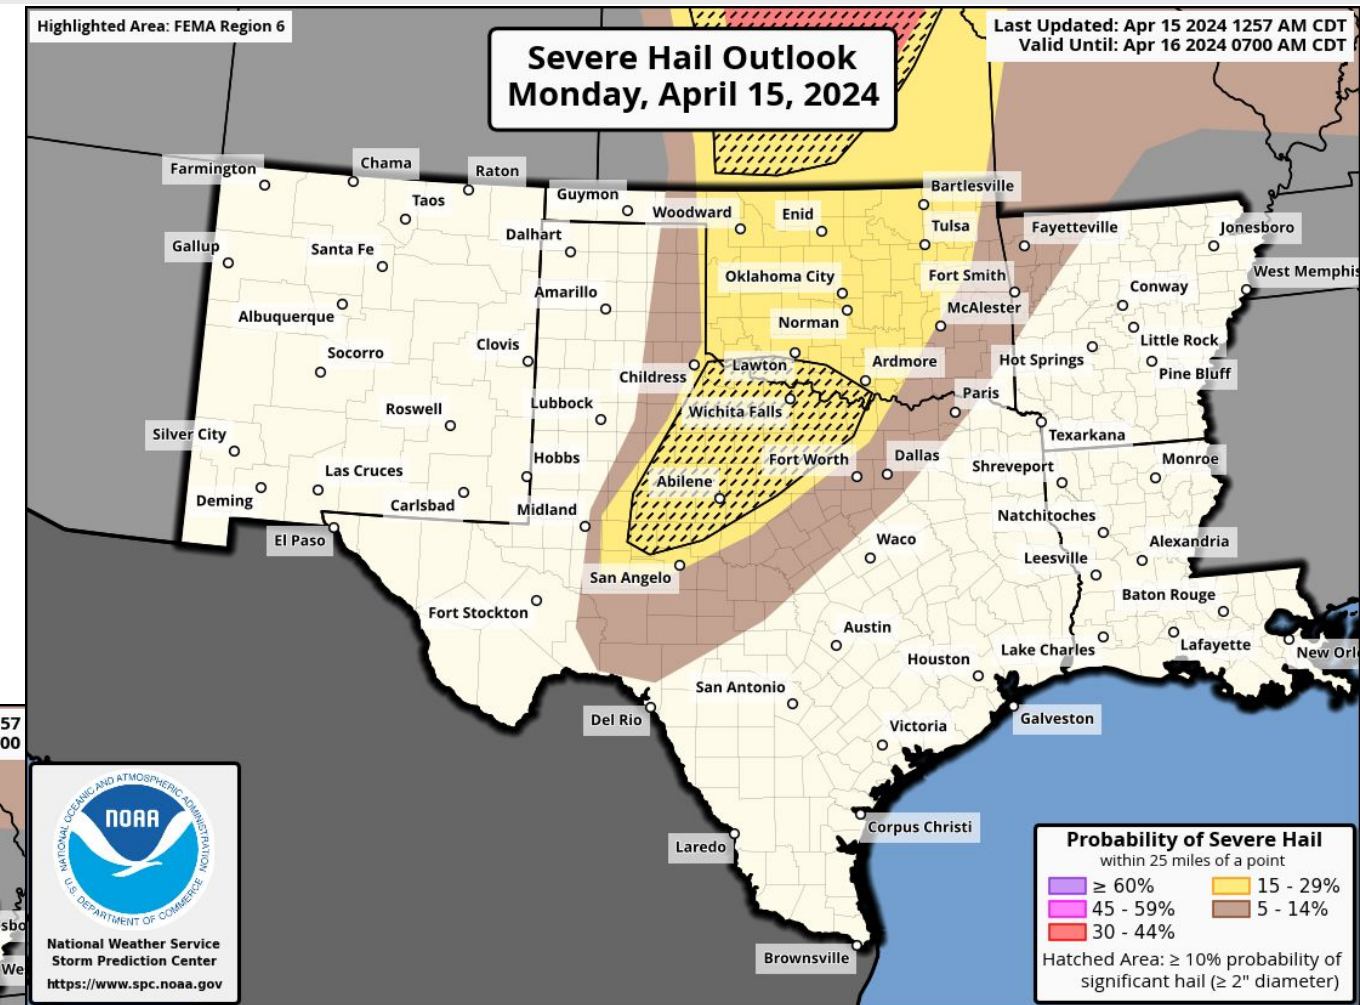 Highlighted Area: FEMA Region 6
Severe Hail Outlook
Monday, April 15, 2024
Last Updated: Apr 15 2024 1257 AM CDT
Valid Until: Apr 16 2024 0700 AM CDT
Farmington
Chama
Raton
Guymon
Bartlesville
Taos
Woodward
Enid
Tulsa
Fayetteville
Jonesboro
Gallup
Santa Fe
Dalhart
Oklahoma City
Fort Smith
West Memphis
Amarillo
Conway
Albuquerque
Norman
McAlester
Socorro
Clovis
Childress
Lawton
Ardmore
Hot Springs
Little Rock
Pine Bluff
Roswell
Lubbock
Wichita Falls
Paris
Silver City
Texarkana
Las Cruces
Hobbs
Fort Worth
Dallas
Shreveport
Monroe
Deming
Carlsbad
Midland
Abilene
Natchitoches
El Paso
Waco
Alexandria
San Angelo
Leesville
Fort Stockton
Baton Rouge
Austin
Lake Charles
Lafayette
New Orl
Houston
San Antonio
Del Rio
Galveston
Victoria
57
00
Corpus Christi
Laredo
Brownsville
sbo
We
NATIONAL OCEANIC AND ATMOSPHERIC ADMINISTRATION
NOAA
U.S. DEPARTMENT OF COMMERCE
National Weather Service
Storm Prediction Center
https://www.spc.noaa.gov
Probability of Severe Hail
within 25 miles of a point
≥ 60% 15 - 29%
45 - 59% 5 - 14%
30 - 44%
Hatched Area: ≥ 10% probability of
significant hail (≥ 2" diameter)